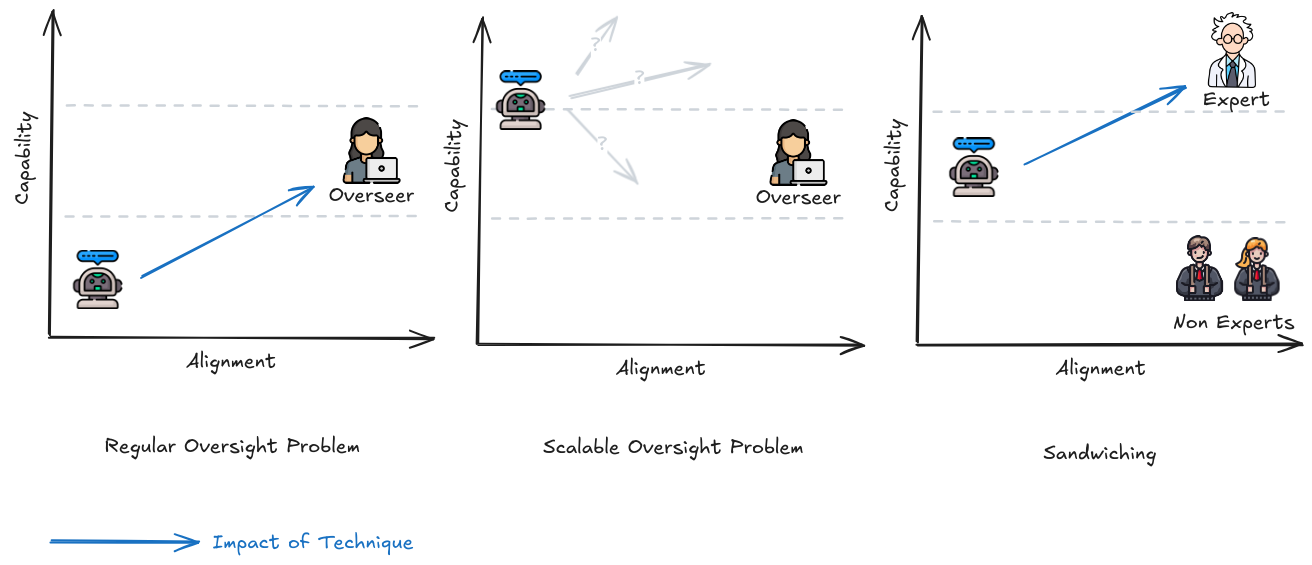 Capability
Overseer
Alignment
Regular Oversight Problem
Capability
?
?
?
Overseer
Alignment
Scalable Oversight Problem
Capability
Expert
Non Experts
Alignment
Sandwiching
Impact of Technique